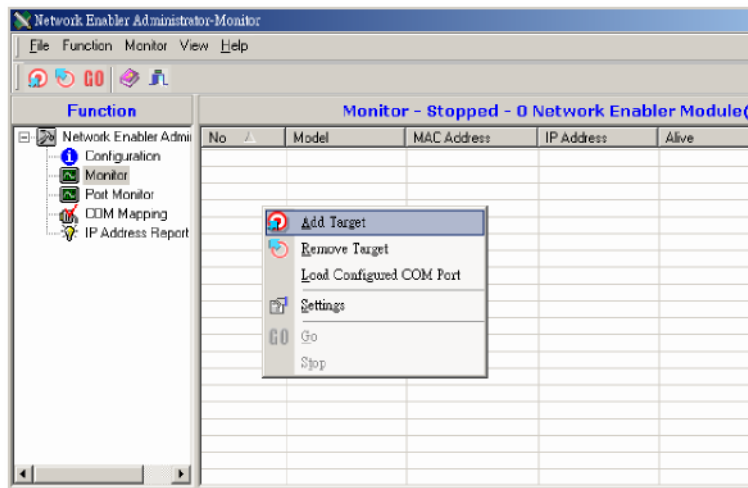 Network Enabler Administrator-Monitor
File Function Monitor View Help
GO
Function
Monitor - Stopped - 0 Network Enabler Module(
Network Enabler Admi
No Model MAC Address IP Address Alive
Configuration
Monitor
Port Monitor
COM Mapping
IP Address Report
Add Target
Remove Target
Load Configured COM Port
Settings
GO Go
Stop